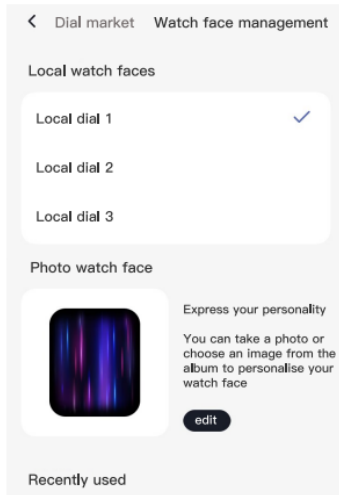 Dial market Watch face management
Local watch faces
Local dial 1
Local dial 2
Local dial 3
Photo watch face
Express your personality
You can take a photo or
choose an image from the
album to personalise your
watch face
edit
Recently used